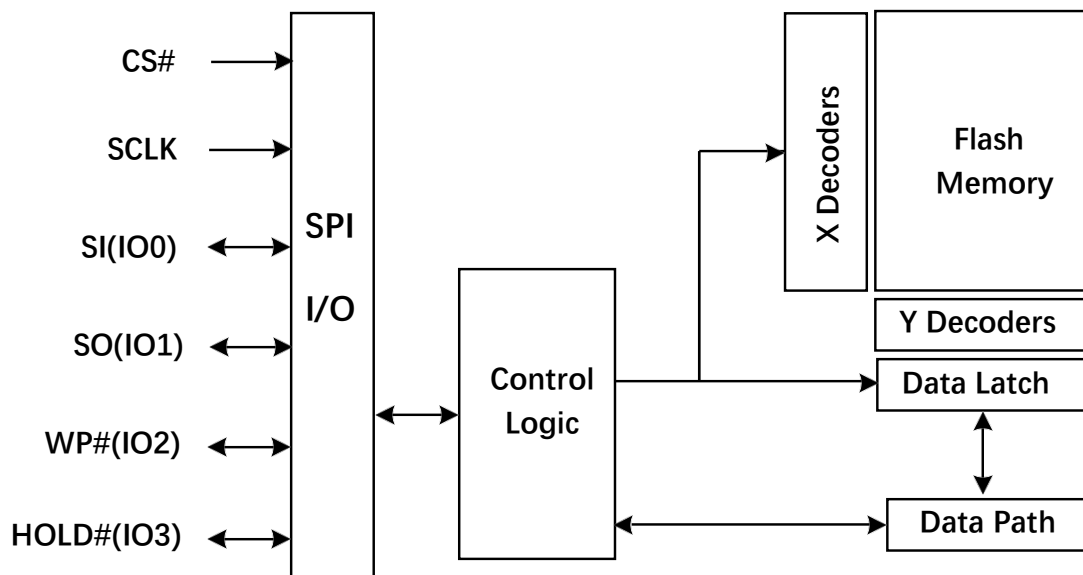 CS#
SCLK
SI(IO0)
SO(IO1)
WP#(IO2)
HOLD#(IO3)
SPI
I/O
Control
Logic
X Decoders
Flash
Memory
Y Decoders
Data Latch
Data Path